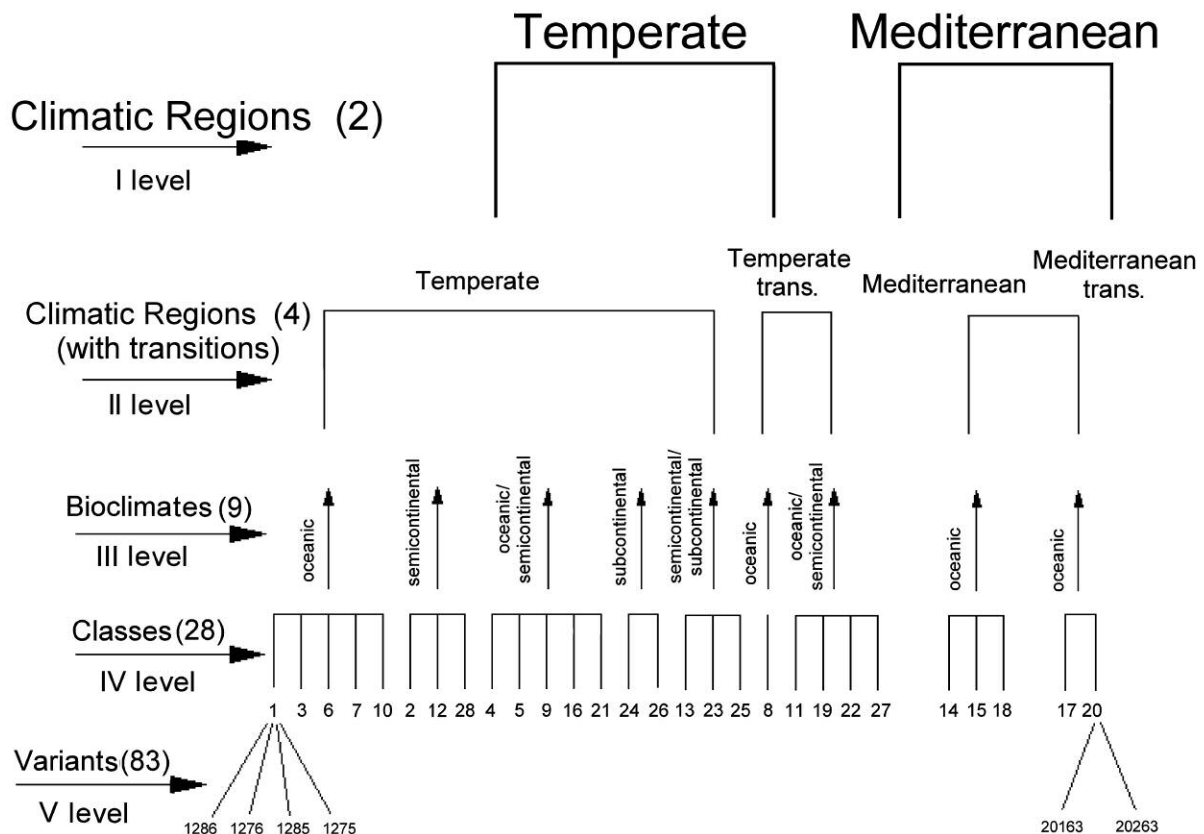 Temperate Mediterranean
Climatic Regions (2)
I level
Temperate
Temperate
trans.
Mediterranean
Mediterranean
trans.
Climatic Regions (4)
(with transitions)
II level
Bioclimates (9)
III level
oceanic
semicontinental
oceanic/
semicontinental
subcontinental
semicontinental/
subcontinental
oceanic
oceanic/
semicontinental
oceanic
oceanic
Classes (28)
IV level
1 3 6 7 10 2 12 28 4 5 9 16 21 24 26 13 23 25 8 11 19 22 27 14 15 18 17 20
Variants (83)
V level
1286 1276 1285 1275 20163 20263